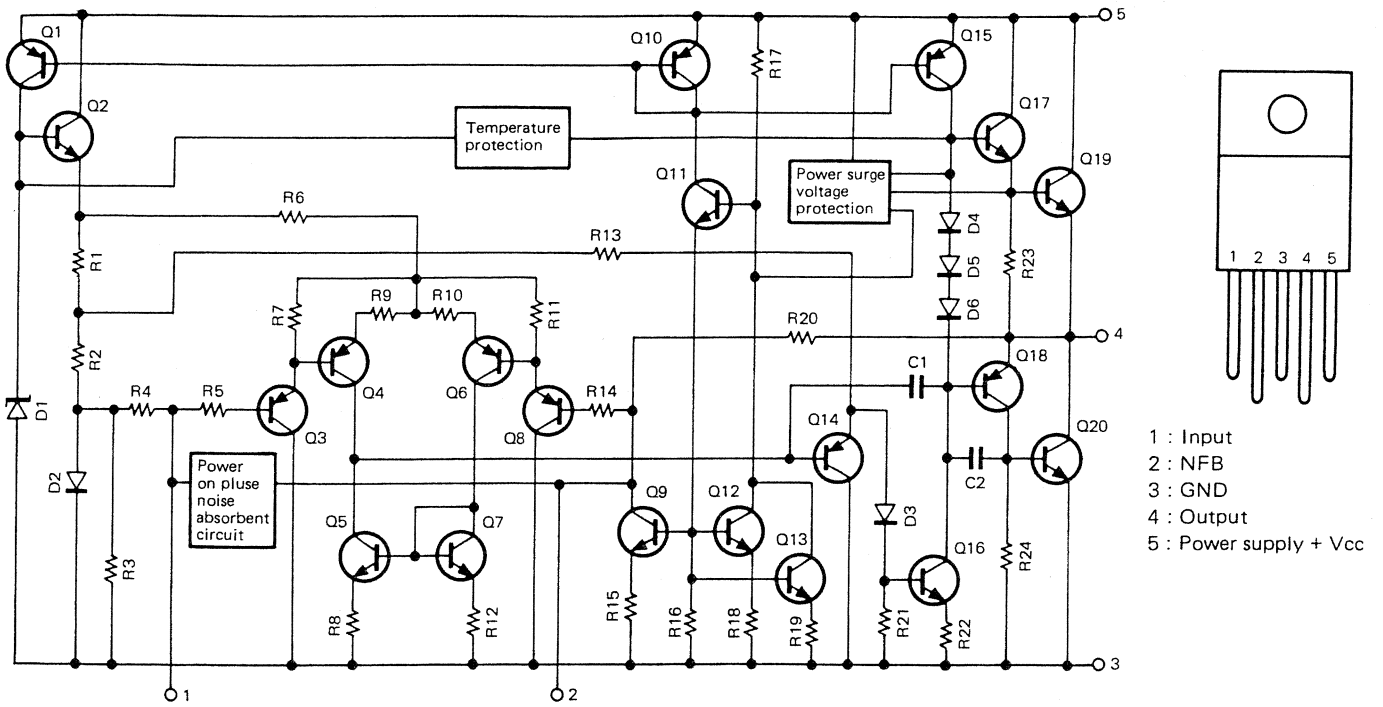 Q1
Q10
Q15
5
R17
Q2
Q17
Temperature
protection
Q19
Q11
Power surge
voltage
protection
R6
D4
R13
R1
D5
R23
1 2 3 4 5
R9 R10
R7
R11
D6
R20
4
R2
C1
Q18
Q4
Q6
R4
R5
R14
D1
Q3
Q8
Q14
Q20
1 : Input
2 : NFB
3 : GND
4 : Output
5 : Power supply + Vcc
D2
Power
on pluse
noise
absorbent
circuit
C2
Q9
Q12
D3
Q5
Q7
Q13
Q16
R24
R3
R8
R12
R15
R16
R18
R19
R21
R22
3
1
2